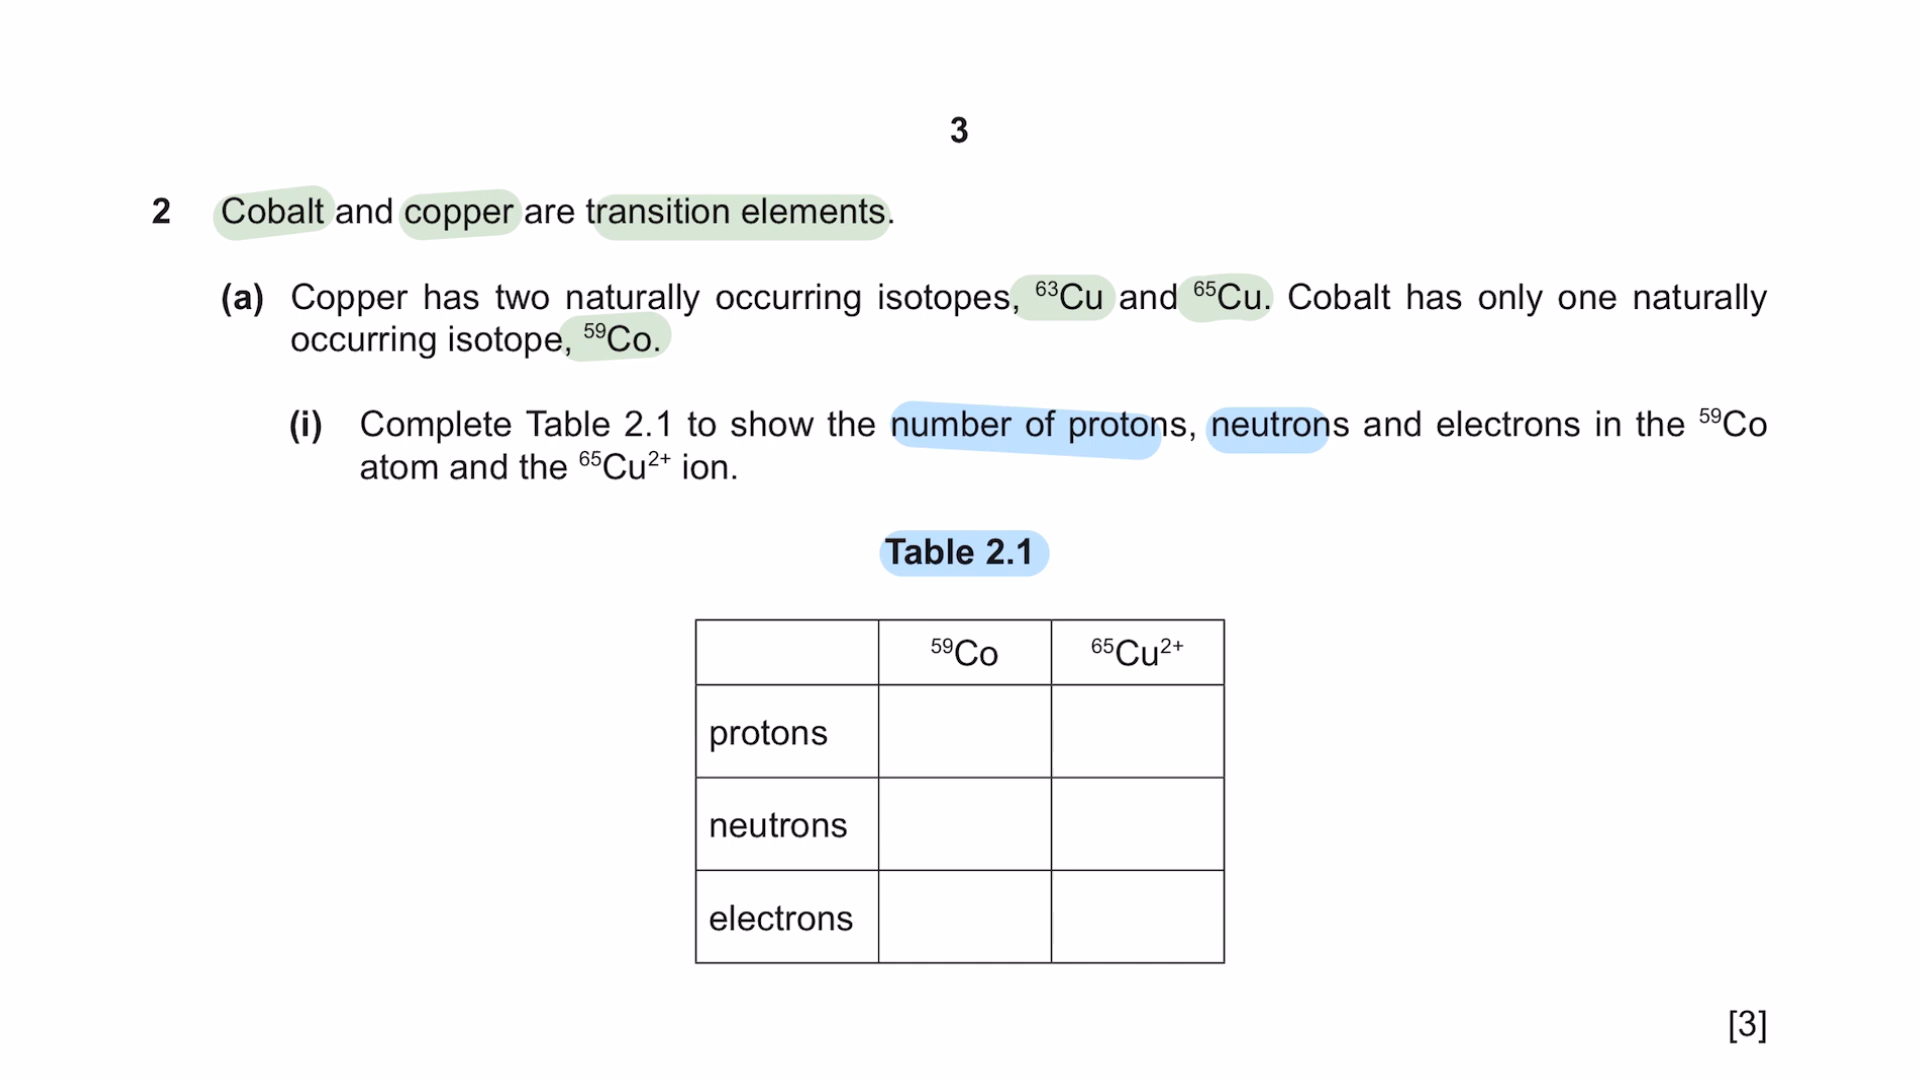 3
2 Cobalt and copper are transition elements.
(a) Copper has two naturally occurring isotopes, ⁶³Cu and ⁶⁵Cu. Cobalt has only one naturally
occurring isotope, ⁵⁹Co.
(i) Complete Table 2.1 to show the number of protons, neutrons and electrons in the ⁵⁹Co
atom and the ⁶⁵Cu²⁺ ion.
Table 2.1
⁵⁹Co ⁶⁵Cu²⁺
protons
neutrons
electrons
[3]